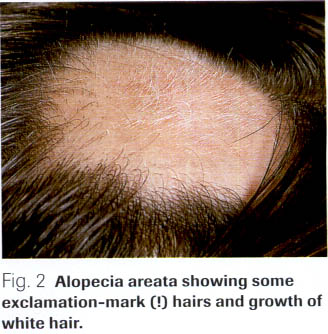 Fig. 2 Alopecia areata showing some
exclamation-mark (!) hairs and growth of
white hair.